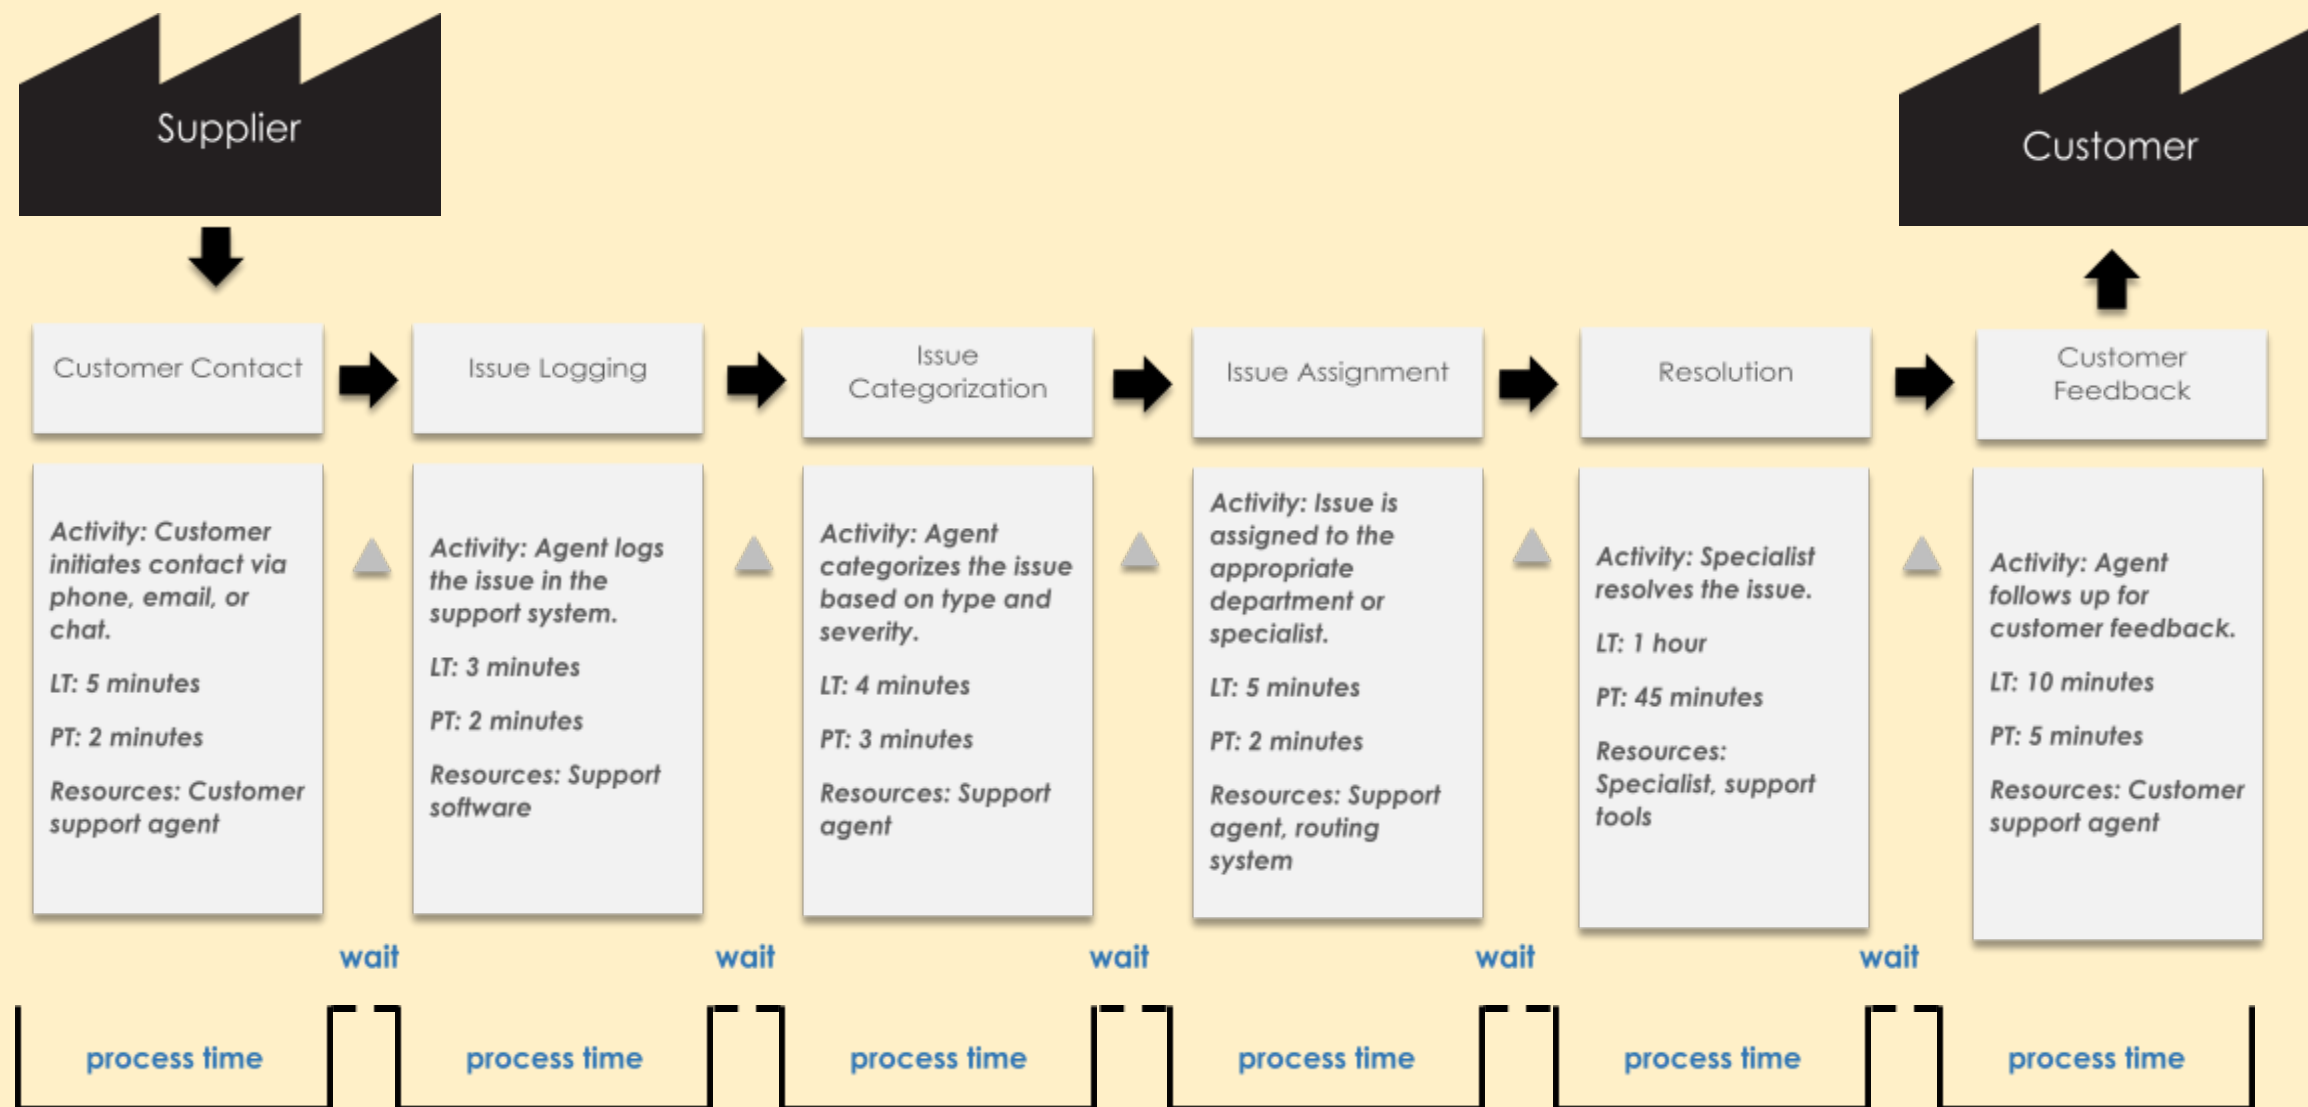 Supplier
Customer
Customer Contact
Issue Logging
Issue
Categorization
Issue Assignment
Resolution
Customer
Feedback
Activity: Customer
initiates contact via
phone, email, or
chat.
LT: 5 minutes
PT: 2 minutes
Resources: Customer
support agent
Activity: Agent logs
the issue in the
support system.
LT: 3 minutes
PT: 2 minutes
Resources: Support
software
Activity: Agent
categorizes the issue
based on type and
severity.
LT: 4 minutes
PT: 3 minutes
Resources: Support
agent
Activity: Issue is
assigned to the
appropriate
department or
specialist.
LT: 5 minutes
PT: 2 minutes
Resources: Support
agent, routing
system
Activity: Specialist
resolves the issue.
LT: 1 hour
PT: 45 minutes
Resources:
Specialist, support
tools
Activity: Agent
follows up for
customer feedback.
LT: 10 minutes
PT: 5 minutes
Resources: Customer
support agent
wait
wait
wait
wait
wait
process time
process time
process time
process time
process time
process time